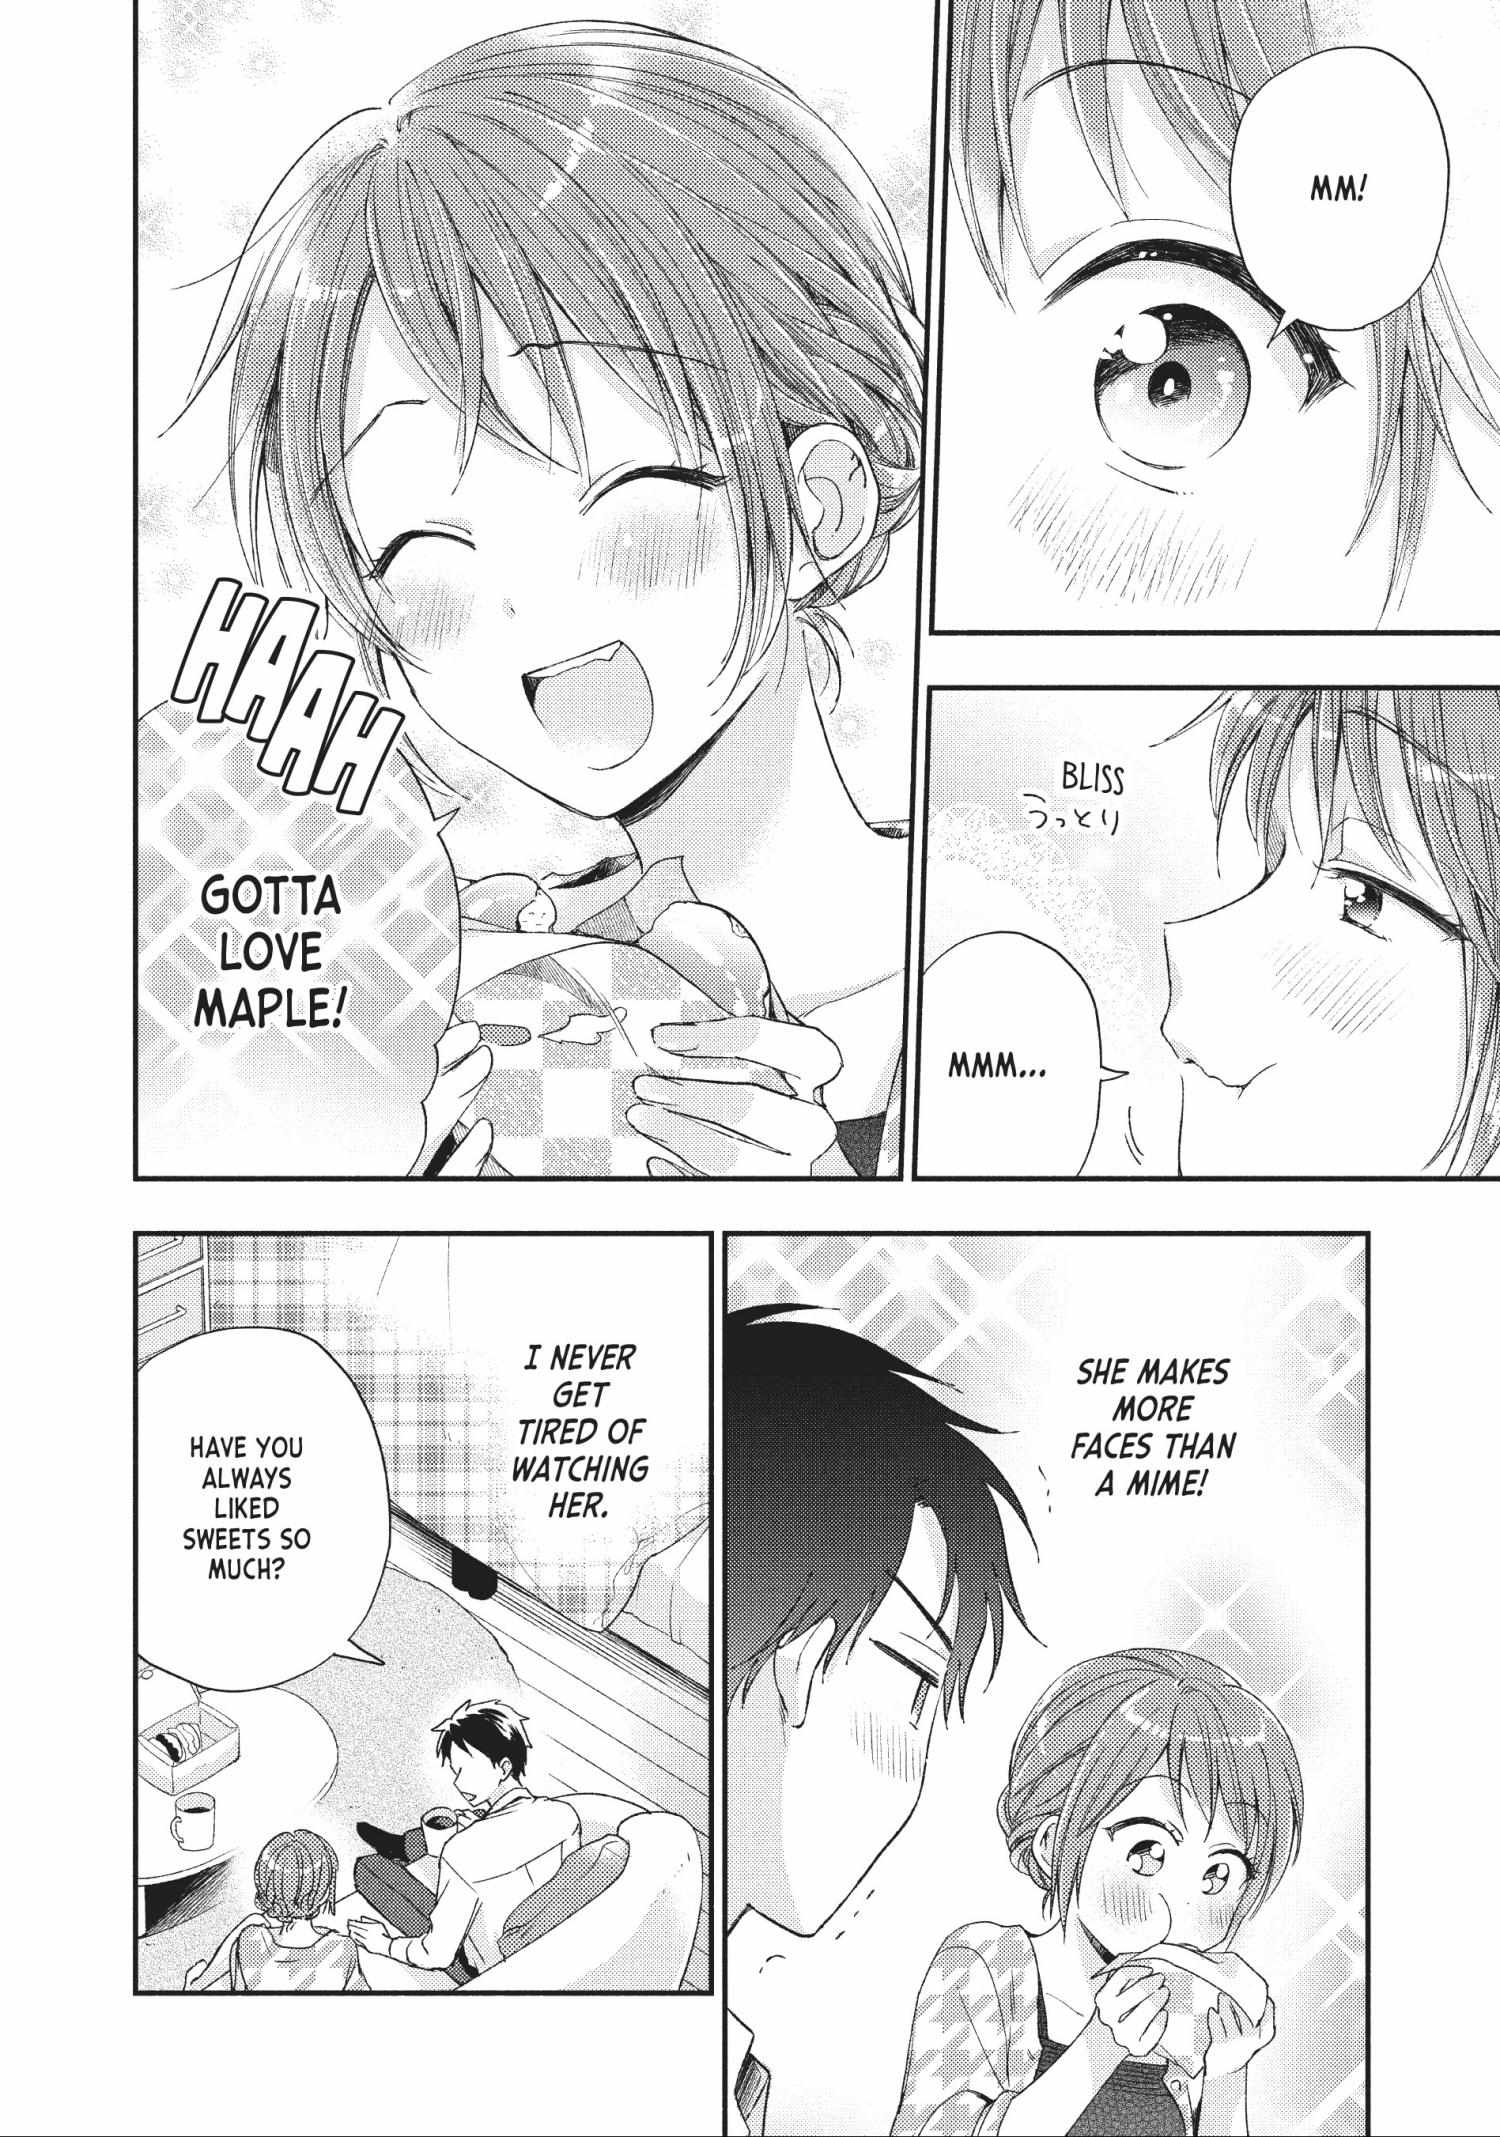 MM!
BLISS
うっとり
MMM...
HAAAH
GOTTA
LOVE
MAPLE!
SHE MAKES
MORE
FACES THAN
A MIME!
I NEVER
GET
TIRED OF
WATCHING
HER.
HAVE YOU
ALWAYS
LIKED
SWEETS SO
MUCH?